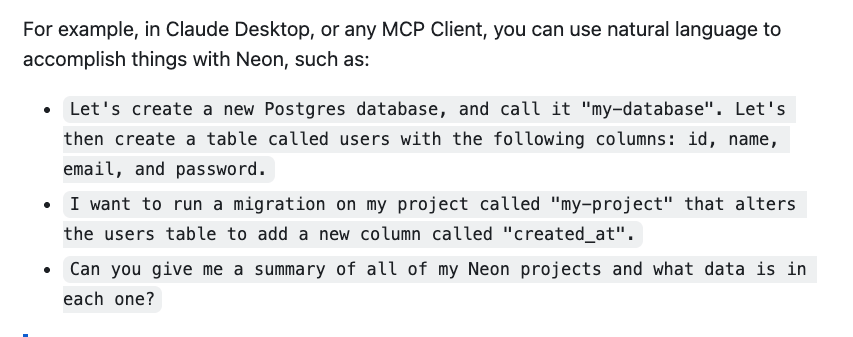 For example, in Claude Desktop, or any MCP Client, you can use natural language to
accomplish things with Neon, such as:
• Let's create a new Postgres database, and call it "my-database". Let's
then create a table called users with the following columns: id, name,
email, and password.
• I want to run a migration on my project called "my-project" that alters
the users table to add a new column called "created_at".
• Can you give me a summary of all of my Neon projects and what data is in
each one?